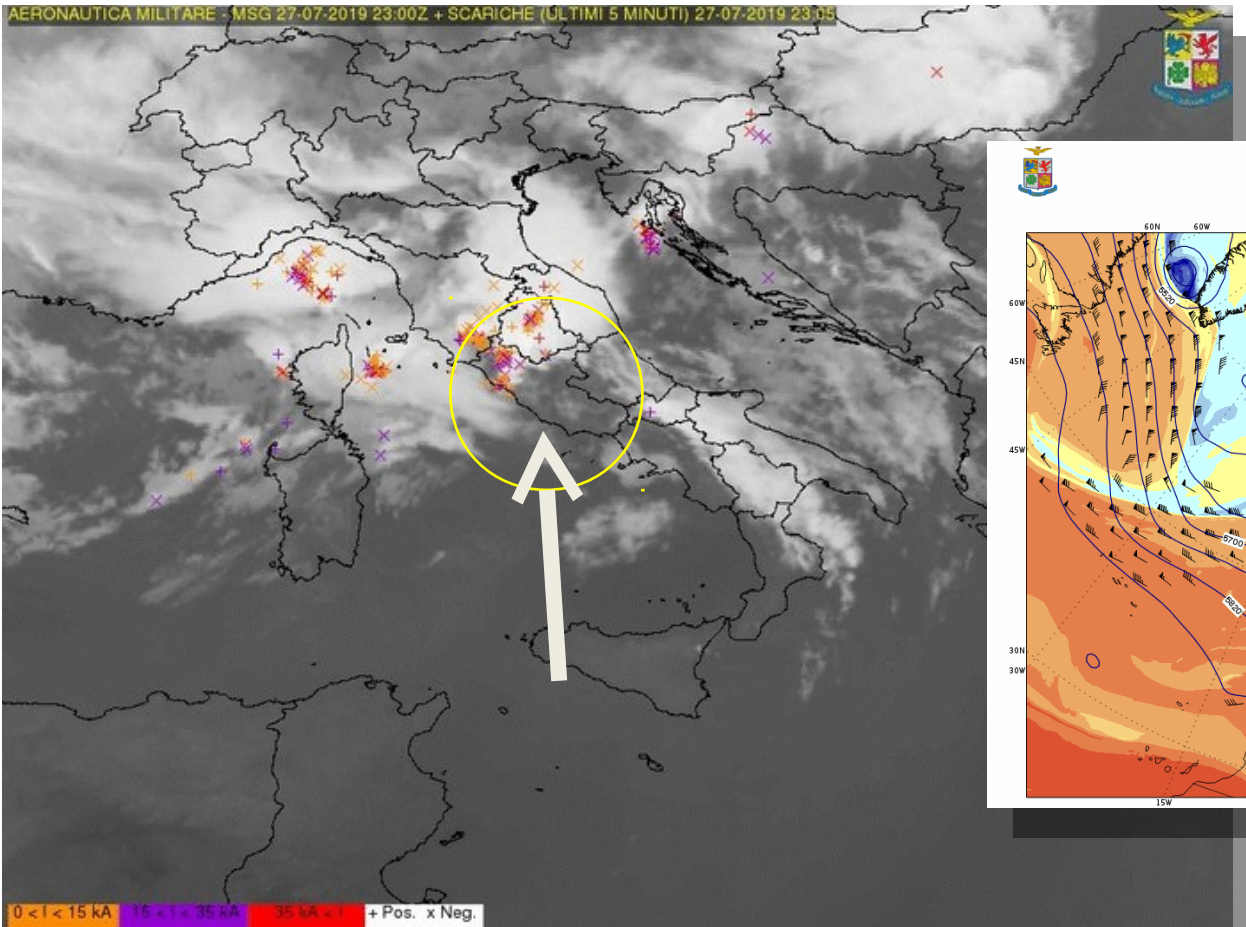 AERONAUTICA MILITARE - MSG 27-07-2019 23:00Z + SCARICHE (ULTIMI 5 MINUTI) 27-07-2019 23:05
60N 60W
5520
60W
45N
45W
5700
5820
30N
30W
15W
0 < I < 15 kA 15 < I < 35 kA 35 kA < I + Pos. x Neg.